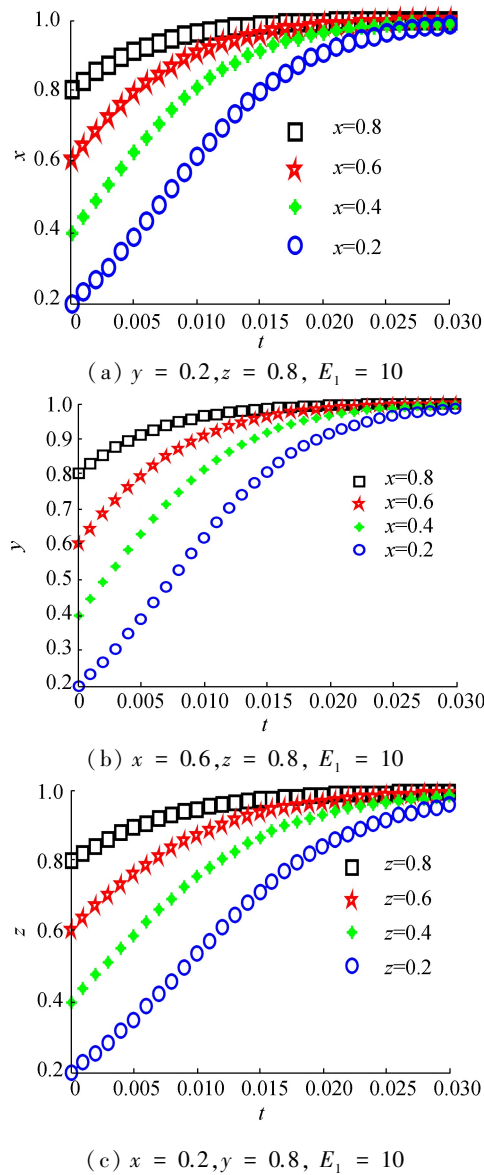 1.0
0.8
0.6
0.4
0.2
x
x=0.8
x=0.6
x=0.4
x=0.2
0 0.005 0.010 0.015 0.020 0.025 0.030
t
(a) y = 0.2,z = 0.8, E₁ = 10
1.0
0.9
0.8
0.7
0.6
0.5
0.4
0.3
0.2
y
x=0.8
x=0.6
x=0.4
x=0.2
0 0.005 0.010 0.015 0.020 0.025 0.030
t
(b) x = 0.6,z = 0.8, E₁ = 10
1.0
0.8
0.6
0.4
0.2
z
z=0.8
z=0.6
z=0.4
z=0.2
0 0.005 0.010 0.015 0.020 0.025 0.030
t
(c) x = 0.2,y = 0.8, E₁ = 10